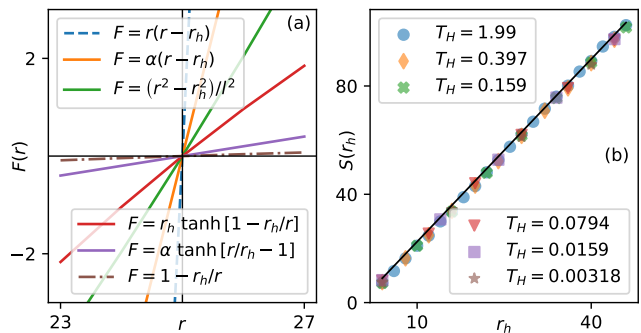 (a)
F = r(r − r_h)
F = α(r − r_h)
F = (r² − r_h²)/l²
F = r_h tanh[1 − r_h/r]
F = α tanh[r/r_h − 1]
F = 1 − r_h/r
2
0
−2
F(r)
23
r
27
T_H = 1.99
T_H = 0.397
T_H = 0.159
(b)
T_H = 0.0794
T_H = 0.0159
T_H = 0.00318
80
40
0
S(r_h)
10
r_h
40